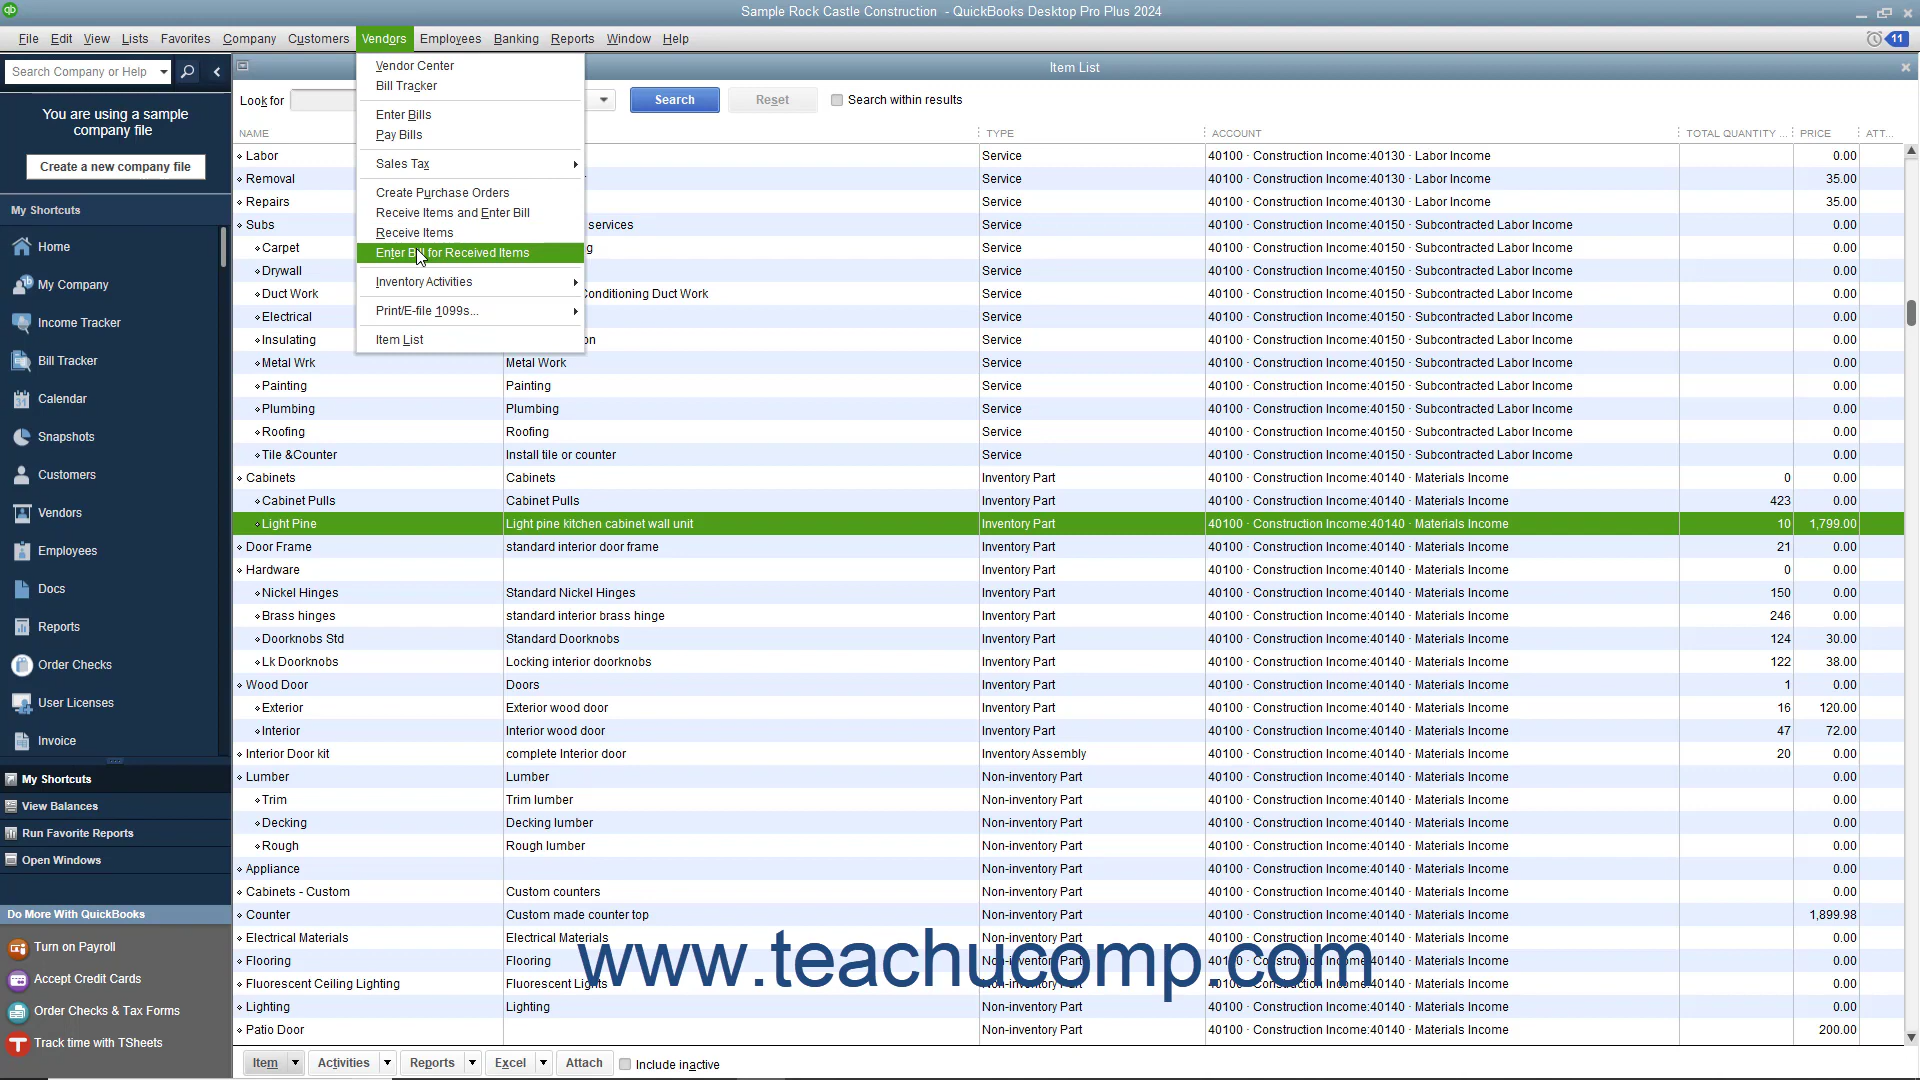 Sample Rock Castle Construction - QuickBooks Desktop Pro Plus 2024
File Edit View Lists Favorites Company Customers Vendors Employees Banking Reports Window Help 11
Search Company or Help
You are using a sample
company file
Create a new company file
My Shortcuts
Home
My Company
Income Tracker
Bill Tracker
Calendar
Snapshots
Customers
Vendors
Employees
Docs
Reports
Order Checks
User Licenses
Invoice
My Shortcuts
View Balances
Run Favorite Reports
Open Windows
Do More With QuickBooks
Turn on Payroll
Accept Credit Cards
Order Checks & Tax Forms
Track time with TSheets
Vendor Center
Bill Tracker
Enter Bills
Pay Bills
Sales Tax
Create Purchase Orders
Receive Items and Enter Bill
Receive Items
Enter Bill for Received Items
Inventory Activities
Print/E-file 1099s...
Item List
Item List
Look for Search Reset Search within results
NAME TYPE ACCOUNT TOTAL QUANTITY ... PRICE ATT...
Labor Service 40100 · Construction Income:40130 · Labor Income 0.00
Removal Service 40100 · Construction Income:40130 · Labor Income 35.00
Repairs Service 40100 · Construction Income:40130 · Labor Income 35.00
Subs services Service 40100 · Construction Income:40150 · Subcontracted Labor Income 0.00
Carpet g Service 40100 · Construction Income:40150 · Subcontracted Labor Income 0.00
Drywall Service 40100 · Construction Income:40150 · Subcontracted Labor Income 0.00
Duct Work Conditioning Duct Work Service 40100 · Construction Income:40150 · Subcontracted Labor Income 0.00
Electrical Service 40100 · Construction Income:40150 · Subcontracted Labor Income 0.00
Insulating on Service 40100 · Construction Income:40150 · Subcontracted Labor Income 0.00
Metal Wrk Metal Work Service 40100 · Construction Income:40150 · Subcontracted Labor Income 0.00
Painting Painting Service 40100 · Construction Income:40150 · Subcontracted Labor Income 0.00
Plumbing Plumbing Service 40100 · Construction Income:40150 · Subcontracted Labor Income 0.00
Roofing Roofing Service 40100 · Construction Income:40150 · Subcontracted Labor Income 0.00
Tile &Counter Install tile or counter Service 40100 · Construction Income:40150 · Subcontracted Labor Income 0.00
Cabinets Cabinets Inventory Part 40100 · Construction Income:40140 · Materials Income 0 0.00
Cabinet Pulls Cabinet Pulls Inventory Part 40100 · Construction Income:40140 · Materials Income 423 0.00
Light Pine Light pine kitchen cabinet wall unit Inventory Part 40100 · Construction Income:40140 · Materials Income 10 1,799.00
Door Frame standard interior door frame Inventory Part 40100 · Construction Income:40140 · Materials Income 21 0.00
Hardware Inventory Part 40100 · Construction Income:40140 · Materials Income 0 0.00
Nickel Hinges Standard Nickel Hinges Inventory Part 40100 · Construction Income:40140 · Materials Income 150 0.00
Brass hinges standard interior brass hinge Inventory Part 40100 · Construction Income:40140 · Materials Income 246 0.00
Doorknobs Std Standard Doorknobs Inventory Part 40100 · Construction Income:40140 · Materials Income 124 30.00
Lk Doorknobs Locking interior doorknobs Inventory Part 40100 · Construction Income:40140 · Materials Income 122 38.00
Wood Door Doors Inventory Part 40100 · Construction Income:40140 · Materials Income 1 0.00
Exterior Exterior wood door Inventory Part 40100 · Construction Income:40140 · Materials Income 16 120.00
Interior Interior wood door Inventory Part 40100 · Construction Income:40140 · Materials Income 47 72.00
Interior Door kit complete Interior door Inventory Assembly 40100 · Construction Income:40140 · Materials Income 20 0.00
Lumber Lumber Non-inventory Part 40100 · Construction Income:40140 · Materials Income 0.00
Trim Trim lumber Non-inventory Part 40100 · Construction Income:40140 · Materials Income 0.00
Decking Decking lumber Non-inventory Part 40100 · Construction Income:40140 · Materials Income 0.00
Rough Rough lumber Non-inventory Part 40100 · Construction Income:40140 · Materials Income 0.00
Appliance Non-inventory Part 40100 · Construction Income:40140 · Materials Income 0.00
Cabinets - Custom Custom counters Non-inventory Part 40100 · Construction Income:40140 · Materials Income 0.00
Counter Custom made counter top Non-inventory Part 40100 · Construction Income:40140 · Materials Income 1,899.98
Electrical Materials Electrical Materials Non-inventory Part 40100 · Construction Income:40140 · Materials Income 0.00
Flooring Flooring Non-inventory Part 40100 · Construction Income:40140 · Materials Income 0.00
Fluorescent Ceiling Lighting Fluorescent Lights Non-inventory Part 40100 · Construction Income:40140 · Materials Income 0.00
Lighting Lighting Non-inventory Part 40100 · Construction Income:40140 · Materials Income 0.00
Patio Door Non-inventory Part 40100 · Construction Income:40140 · Materials Income 200.00
www.teachucomp.com
Item Activities Reports Excel Attach Include inactive